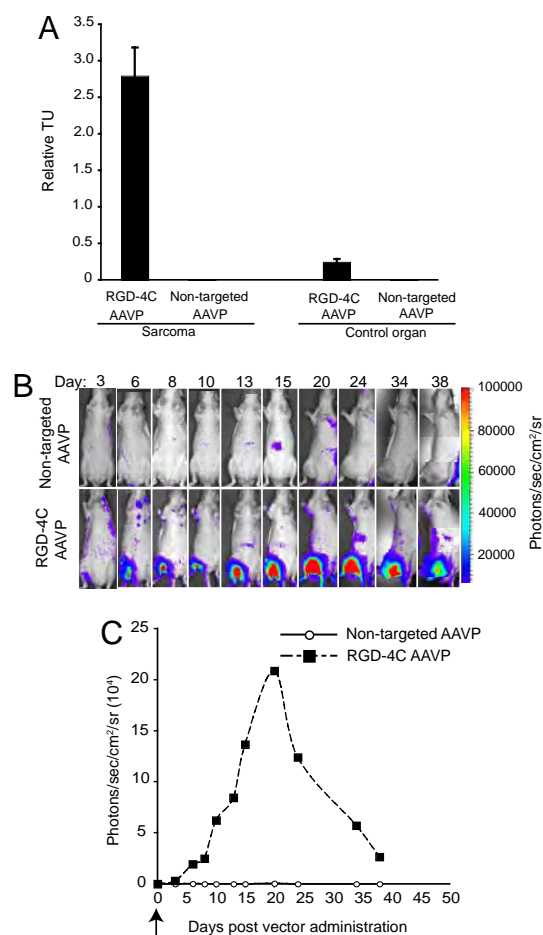 A
Relative TU
3.5
3.0
2.5
2.0
1.5
1.0
0.5
0
RGD-4C
AAVP
Non-targeted
AAVP
RGD-4C
AAVP
Non-targeted
AAVP
Sarcoma
Control organ
B
Day: 3 6 8 10 13 15 20 24 34 38
Non-targeted
AAVP
RGD-4C
AAVP
100000
80000
60000
40000
20000
Photons/sec/cm²/sr
C
Non-targeted AAVP
RGD-4C AAVP
Photons/sec/cm²/sr (10⁴)
25
20
15
10
5
0
0 5 10 15 20 25 30 35 40 45 50
Days post vector administration